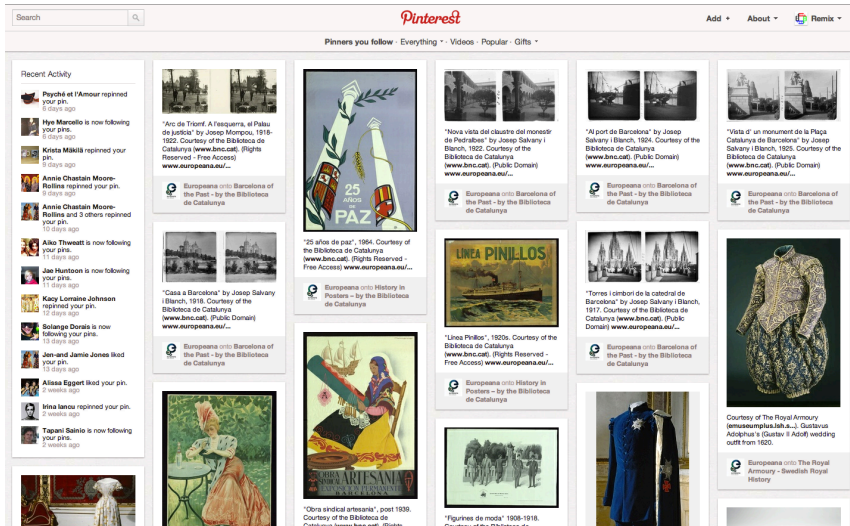 Search
Pinterest
Add +
About
Remix
Pinners you follow · Everything · Videos · Popular · Gifts
Recent Activity
Psyché et l'Amour repinned
your pin.
6 days ago
Hye Marcello is now following
your pins.
8 days ago
Krista Mäkilä repinned your
pin.
9 days ago
Annie Chastain Moore-
Rollins repinned your pin.
9 days ago
Annie Chastain Moore-
Rollins and 3 others repinned
your pin.
10 days ago
Aiko Thweatt is now following
your pins.
11 days ago
Jae Huntoon is now following
your pins.
11 days ago
Kacy Lorraine Johnson
repinned your pin.
12 days ago
Solange Dorais is now
following your pins.
13 days ago
Jen-and Jamie Jones liked
your pin.
13 days ago
Alissa Eggert liked your pin.
2 weeks ago
Irina Iancu repinned your pin.
2 weeks ago
Tapani Sainio is now following
your pins.
2 weeks ago
"Arc de Triomf. A l'esquerra, el Palau
de justicia" by Josep Mompou, 1918-
1922. Courtesy of the Biblioteca de
Catalunya (www.bnc.cat). (Rights
Reserved - Free Access)
www.europeana.eu/...
Europeana onto Barcelona of
the Past - by the Biblioteca
de Catalunya
"Casa a Barcelona" by Josep Salvany
i Blanch, 1918. Courtesy of the
Biblioteca de Catalunya
(www.bnc.cat). (Public Domain)
www.europeana.eu/...
Europeana onto Barcelona of
the Past - by the Biblioteca
de Catalunya
25
AÑOS
DE
PAZ
"25 años de paz", 1964. Courtesy of
the Biblioteca de Catalunya
(www.bnc.cat). (Rights Reserved -
Free Access) www.europeana.eu/...
Europeana onto History in
Posters – by the Biblioteca
de Catalunya
OBRA
SINDICAL ARTESANIA
EXPOSICION PERMANENTE
BARCELONA
"Obra sindical artesania", post 1939.
Courtesy of the Biblioteca de
Catalunya (www.bnc.cat). (Rights
"Nova vista del claustre del monestir
de Pedralbes" by Josep Salvany i
Blanch, 1922. Courtesy of the
Biblioteca de Catalunya
(www.bnc.cat). (Public Domain)
www.europeana.eu/...
Europeana onto Barcelona of
the Past - by the Biblioteca
de Catalunya
LÍNEA PINILLOS
"Línea Pinillos", 1920s. Courtesy of the
Biblioteca de Catalunya
(www.bnc.cat). (Rights Reserved -
Free Access) www.europeana.eu/...
Europeana onto History in
Posters – by the Biblioteca
de Catalunya
"Figurines de moda" 1908-1918.
Courtesy of the Biblioteca de
"Al port de Barcelona" by Josep
Salvany i Blanch, 1924. Courtesy of the
Biblioteca de Catalunya
(www.bnc.cat). (Public Domain)
www.europeana.eu/...
Europeana onto Barcelona of
the Past - by the Biblioteca
de Catalunya
"Torres i cimbori de la catedral de
Barcelona" by Josep Salvany i Blanch,
1917. Courtesy of the Biblioteca de
Catalunya (www.bnc.cat). (Public
Domain) www.europeana.eu/...
Europeana onto Barcelona of
the Past - by the Biblioteca
de Catalunya
"Vista d' un monument de la Plaça
Catalunya de Barcelona" by Josep
Salvany i Blanch, 1925. Courtesy of the
Biblioteca de Catalunya
(www.bnc.cat). (Public Domain)
www.europeana.eu/...
Europeana onto Barcelona of
the Past - by the Biblioteca
de Catalunya
Courtesy of The Royal Armoury
(emuseumplus.lsh.s...). Gustavus
Adolphus's (Gustav II Adolf) wedding
outfit from 1620.
Europeana onto The Royal
Armoury - Swedish Royal
History